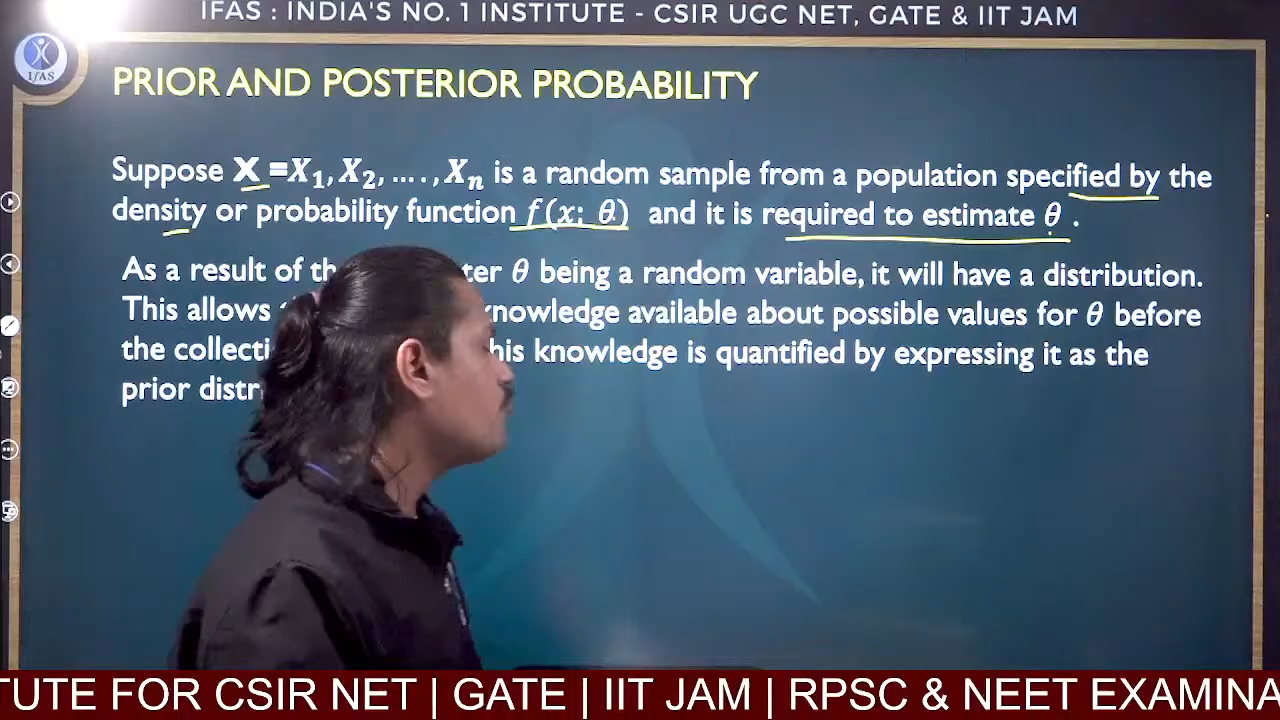 IFAS : INDIA'S NO. 1 INSTITUTE - CSIR UGC NET, GATE & IIT JAM
IFAS
PRIOR AND POSTERIOR PROBABILITY
Suppose X =X₁, X₂, …., Xₙ is a random sample from a population specified by the
density or probability function f(x; θ) and it is required to estimate θ .
As a result of ter θ being a random variable, it will have a distribution.
This allows knowledge available about possible values for θ before
the his knowledge is quantified by expressing it as the
prior
TUTE FOR CSIR NET | GATE | IIT JAM | RPSC & NEET EXAMINA